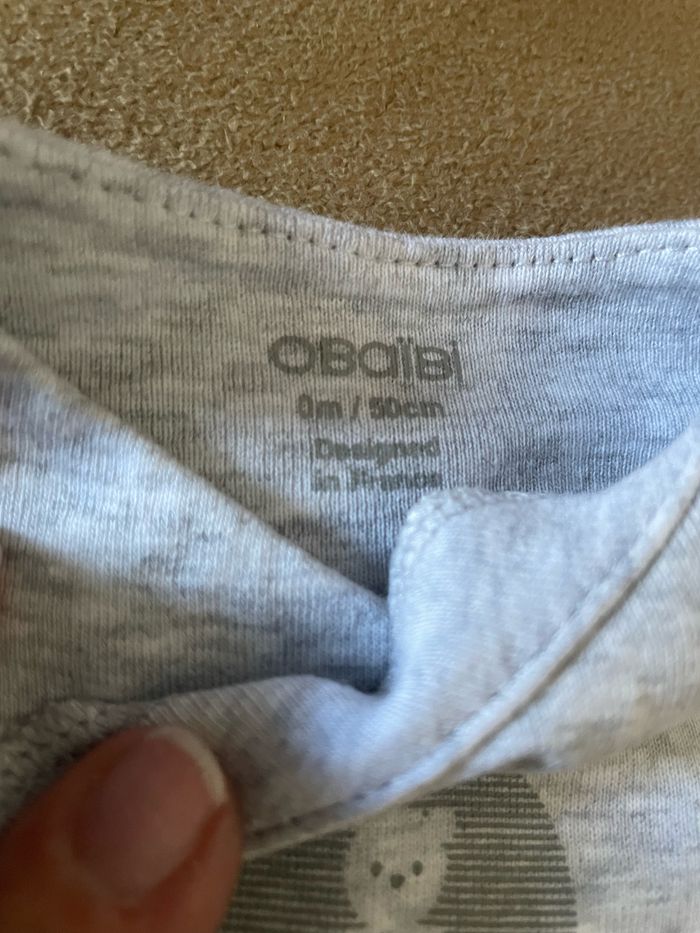 OBaïBi
0m / 50cm
Designed
in France